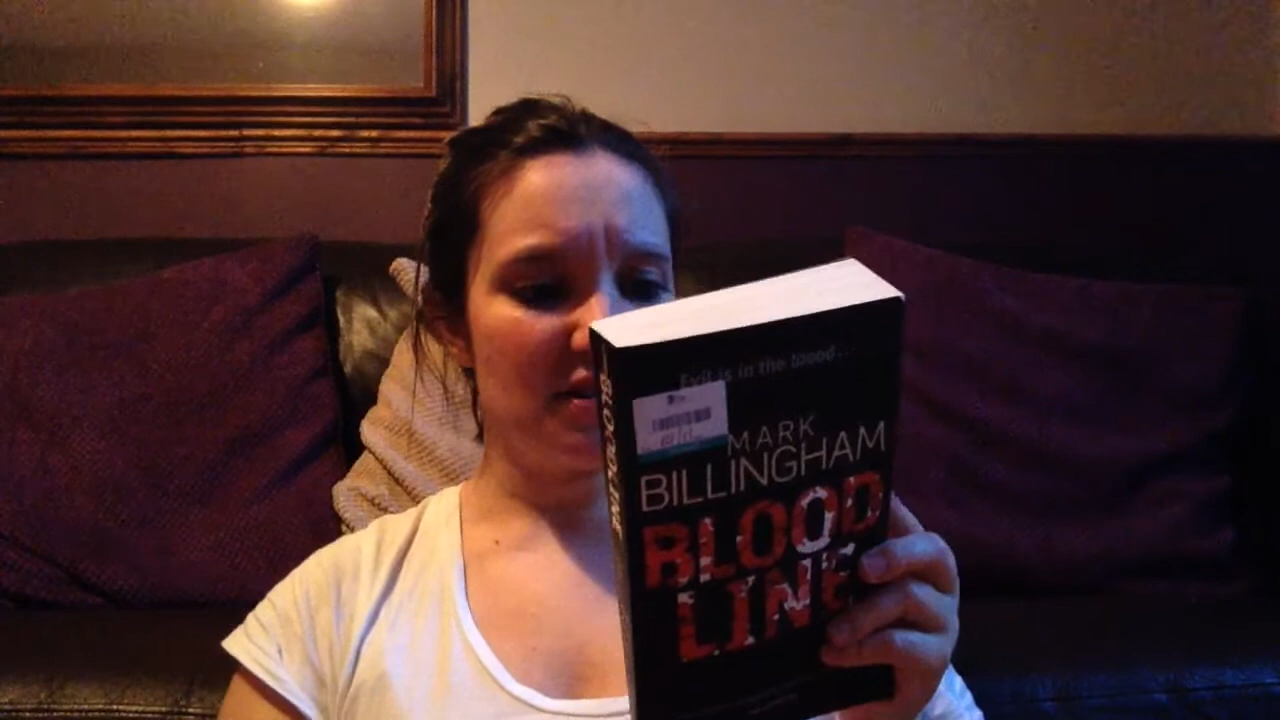 Evil is in the blood...
MARK
BILLINGHAM
BLOOD
LINE
BLOODLINE